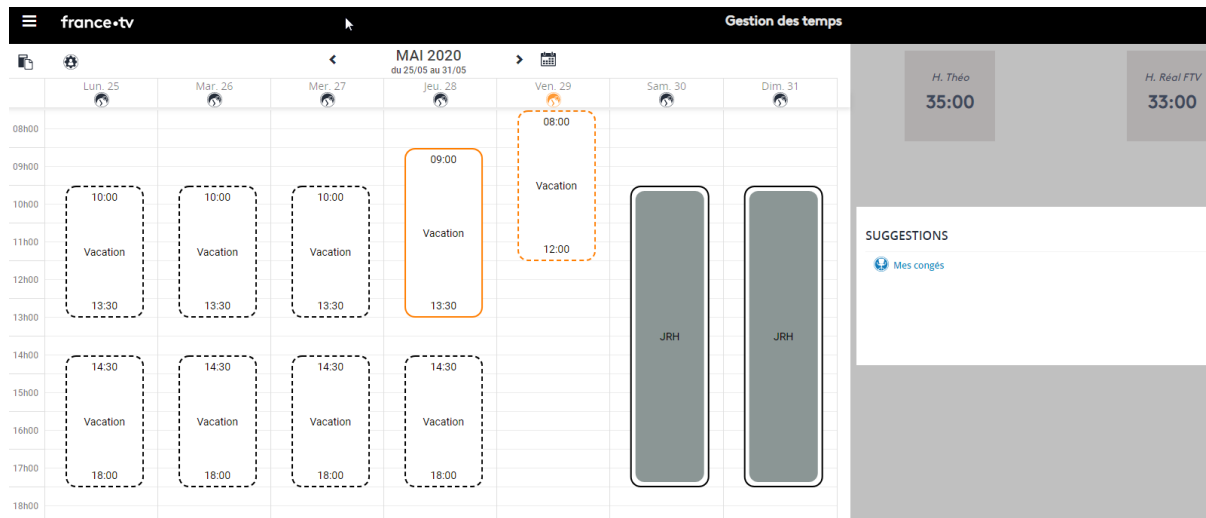 france•tv
Gestion des temps
MAI 2020
du 25/05 au 31/05
Lun. 25 Mar. 26 Mer. 27 Jeu. 28 Ven. 29 Sam. 30 Dim. 31
H. Théo
35:00
H. Réal FTV
33:00
08h00
09h00
10h00
11h00
12h00
13h00
14h00
15h00
16h00
17h00
18h00
10:00
Vacation
13:30
14:30
Vacation
18:00
10:00
Vacation
13:30
14:30
Vacation
18:00
10:00
Vacation
13:30
14:30
Vacation
18:00
09:00
Vacation
13:30
14:30
Vacation
18:00
08:00
Vacation
12:00
JRH
JRH
SUGGESTIONS
Mes congés